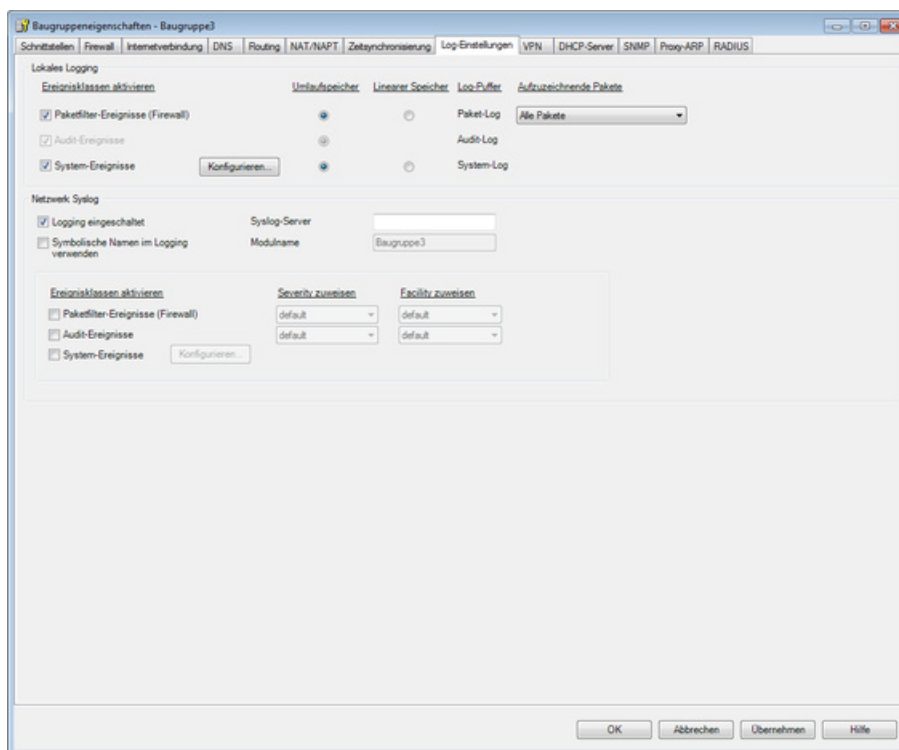 Baugruppeneigenschaften - Baugruppe3
Schnittstellen Firewall Internetverbindung DNS Routing NAT/NAPT Zeitsynchronisierung Log-Einstellungen VPN DHCP-Server SNMP Proxy-ARP RADIUS
Lokales Logging
Ereignisklassen aktivieren Umlaufspeicher Linearer Speicher Log-Puffer Aufzuzeichnende Pakete
Paketfilter-Ereignisse (Firewall) Paket-Log Alle Pakete
Audit-Ereignisse Audit-Log
System-Ereignisse Konfigurieren... System-Log
Netzwerk Syslog
Logging eingeschaltet Syslog-Server
Symbolische Namen im Logging Modulname Baugruppe3
verwenden
Ereignisklassen aktivieren Severity zuweisen Facility zuweisen
Paketfilter-Ereignisse (Firewall) default default
Audit-Ereignisse default default
System-Ereignisse Konfigurieren...
OK Abbrechen Übernehmen Hilfe